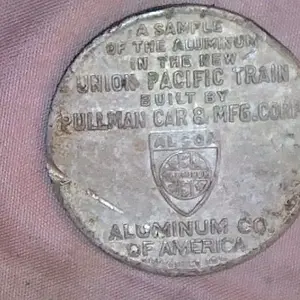 A SAMPLE
OF THE ALUMINUM
IN THE NEW
UNION PACIFIC TRAIN
BUILT BY
PULLMAN CAR & MFG. CORP
ALCOA
ALUMINUM CO.
OF AMERICA